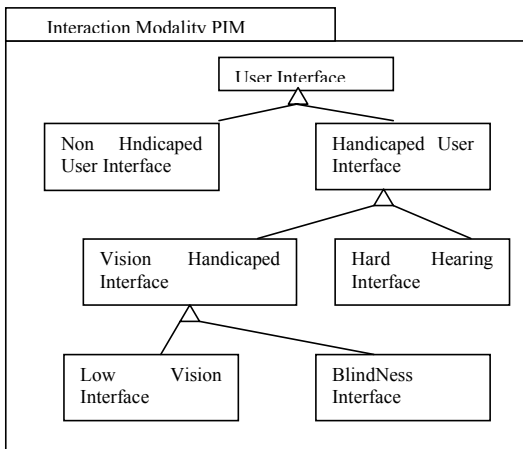 Interaction Modality PIM
User Interface
Non Hndicaped
User Interface
Handicaped User
Interface
Vision Handicaped
Interface
Hard Hearing
Interface
Low Vision
Interface
BlindNess
Interface